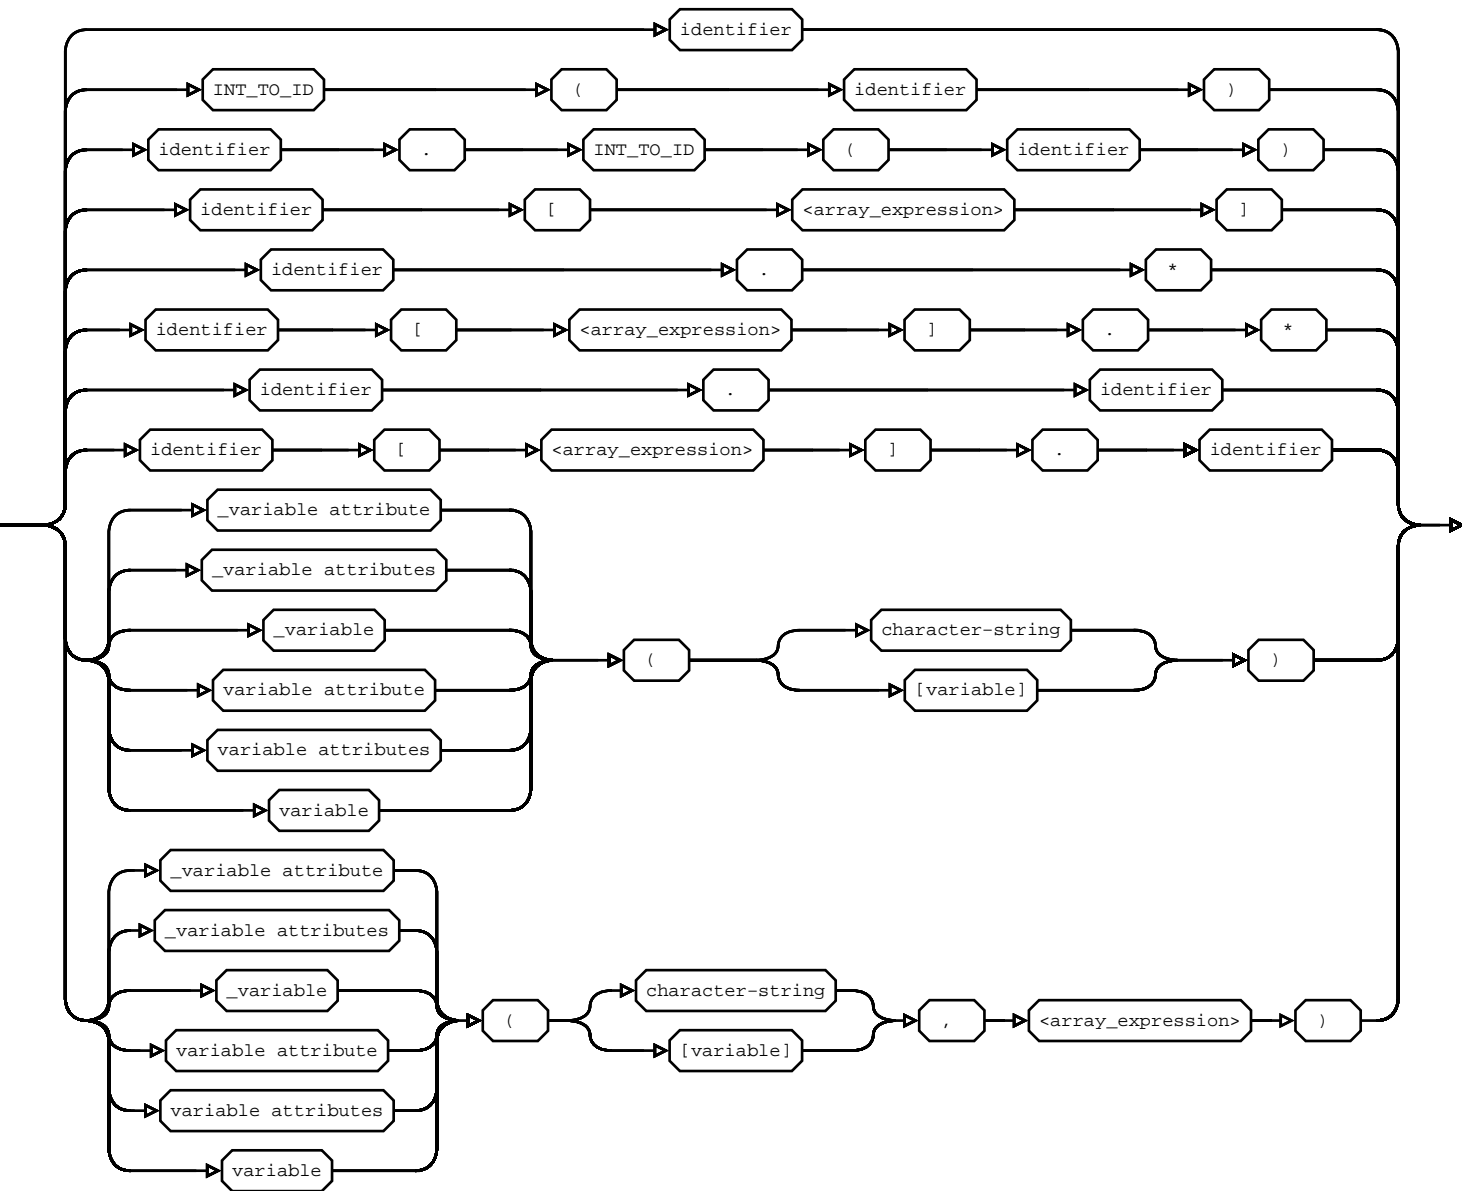 identifier
INT_TO_ID ( identifier )
identifier . INT_TO_ID ( identifier )
identifier [ <array_expression> ]
identifier . *
identifier [ <array_expression> ] . *
identifier . identifier
identifier [ <array_expression> ] . identifier
_variable attribute
_variable attributes
_variable character-string
( )
variable attribute [variable]
variable attributes
variable
_variable attribute
_variable attributes
_variable character-string
( , <array_expression> )
variable attribute [variable]
variable attributes
variable